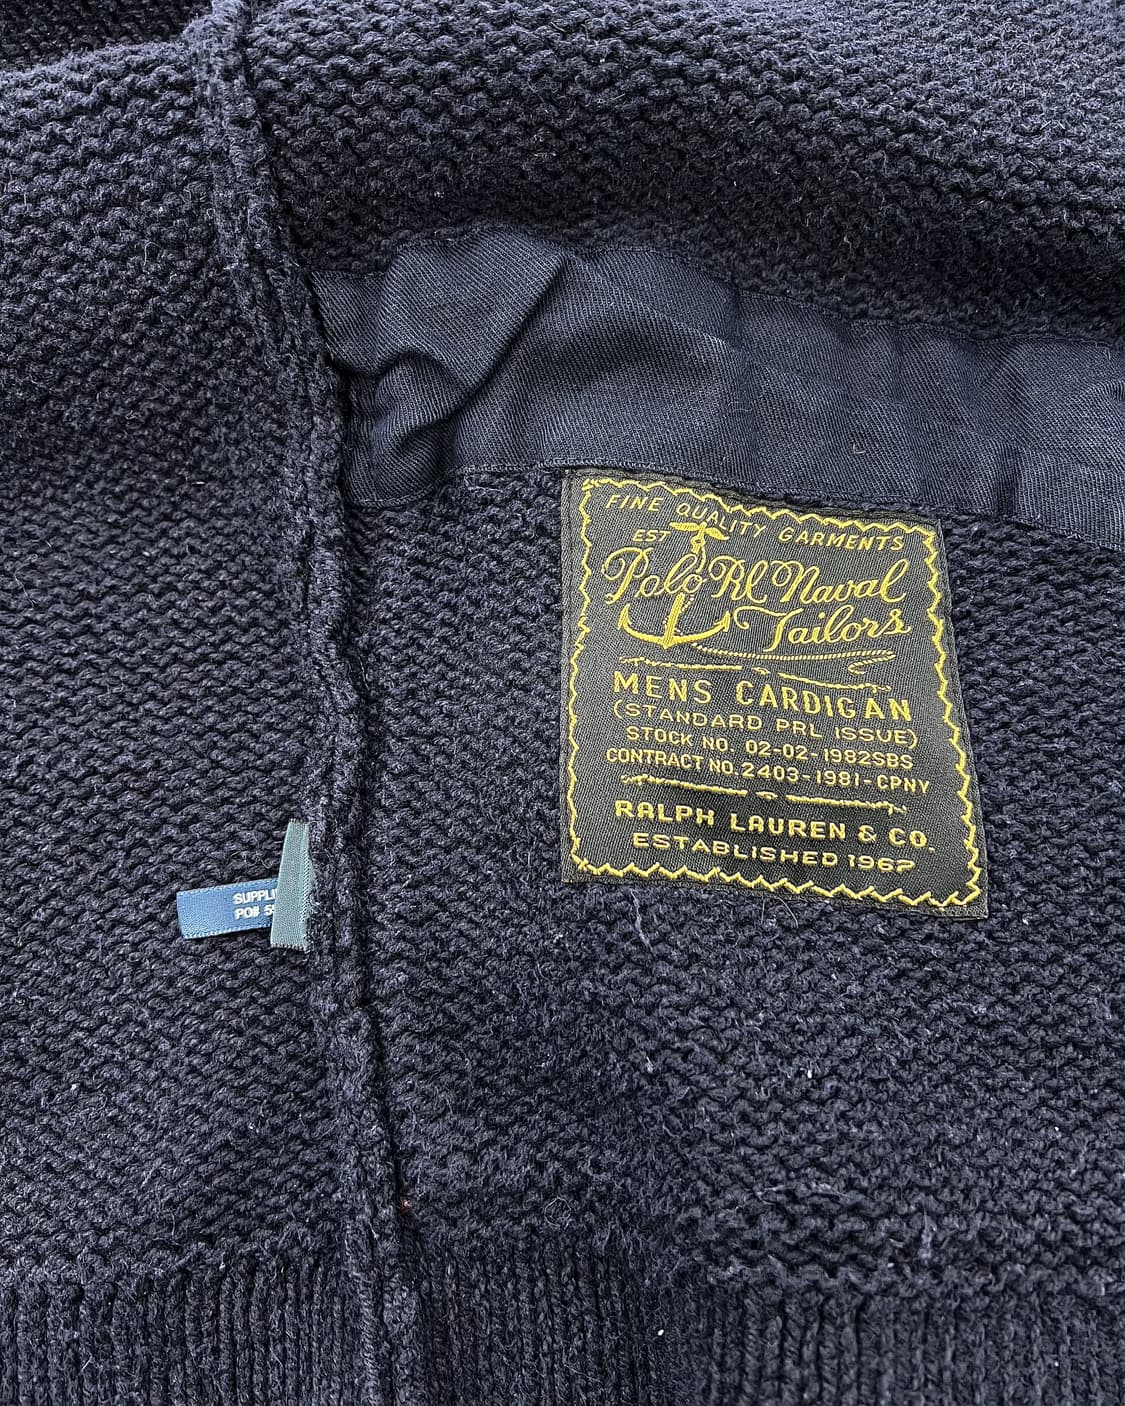 FINE QUALITY GARMENTS
EST
Polo RL Naval
Tailors
MENS CARDIGAN
(STANDARD PRL ISSUE)
STOCK NO. 02-02-1982SBS
CONTRACT NO.2403-1981-CPNY
RALPH LAUREN & CO.
ESTABLISHED 1967
PO#